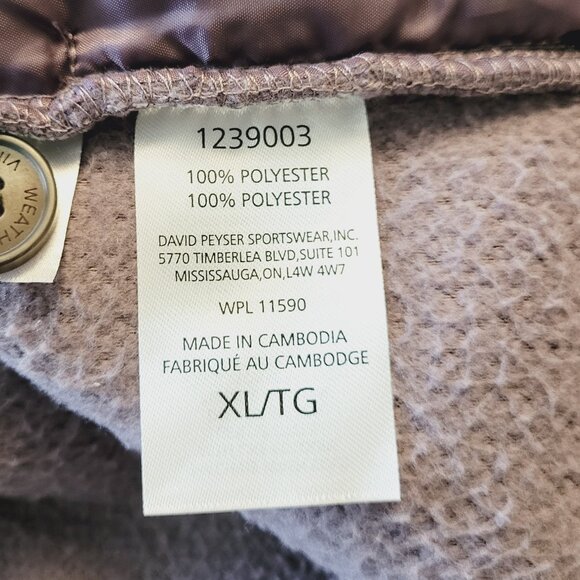 1239003
100% POLYESTER
100% POLYESTER
DAVID PEYSER SPORTSWEAR,INC.
5770 TIMBERLEA BLVD,SUITE 101
MISSISSAUGA,ON,L4W 4W7
WPL 11590
MADE IN CAMBODIA
FABRIQUÉ AU CAMBODGE
XL/TG